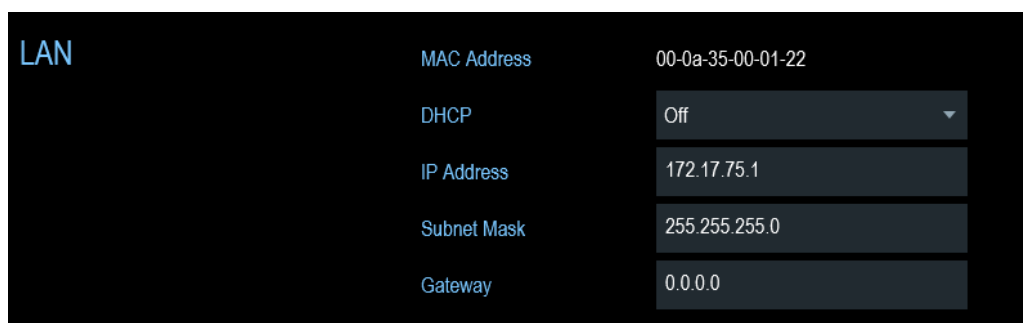 LAN
MAC Address 00-0a-35-00-01-22
DHCP Off
IP Address 172.17.75.1
Subnet Mask 255.255.255.0
Gateway 0.0.0.0